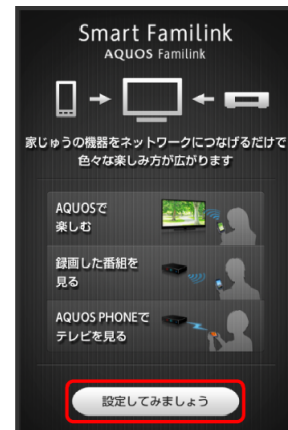 Smart Familink
AQUOS Familink
家じゅうの機器をネットワークにつなげるだけで
色々な楽しみ方が広がります
AQUOSで
楽しむ
録画した番組を
見る
AQUOS PHONEで
テレビを見る
設定してみましょう